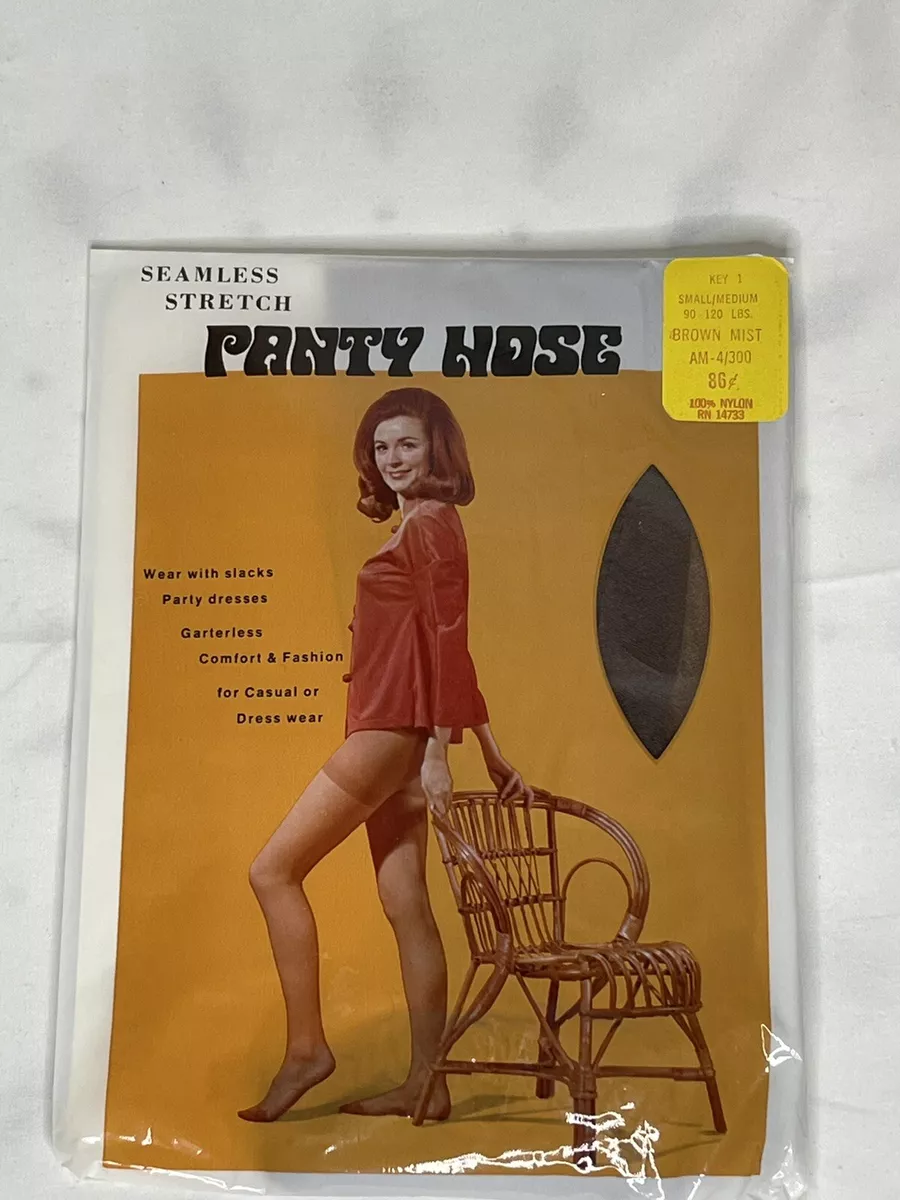 SEAMLESS
STRETCH
PANTY HOSE
KEY 1
SMALL/MEDIUM
90-120 LBS.
BROWN MIST
AM-4/300
86¢
100% NYLON
RN 14733
Wear with slacks
Party dresses
Garterless
Comfort & Fashion
for Casual or
Dress wear